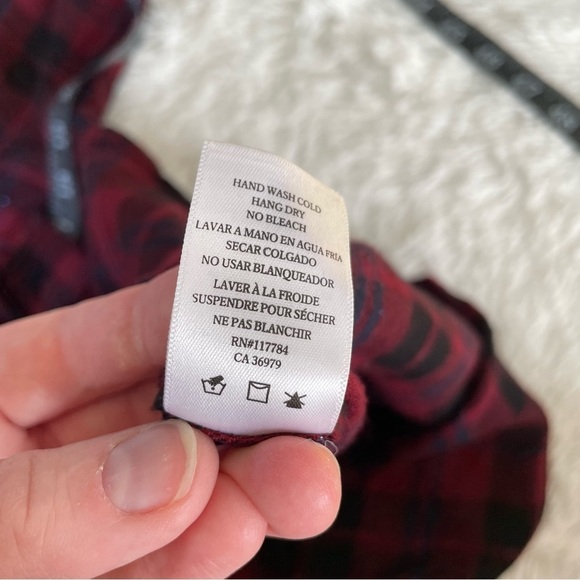 HAND WASH COLD
HANG DRY
NO BLEACH
LAVAR A MANO EN AGUA FRIA
SECAR COLGADO
NO USAR BLANQUEADOR
LAVER À LA FROIDE
SUSPENDRE POUR SÉCHER
NE PAS BLANCHIR
RN#117784
CA 36979